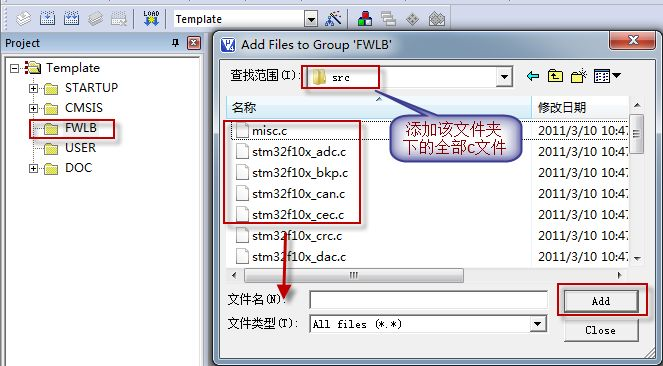 LOAD
Template
Project
Template
STARTUP
CMSIS
FWLB
USER
DOC
Add Files to Group 'FWLB'
查找范围(I):
src
名称
修改日期
misc.c
2011/3/10 10:47
stm32f10x_adc.c
2011/3/10 10:47
stm32f10x_bkp.c
2011/3/10 10:47
stm32f10x_can.c
2011/3/10 10:47
stm32f10x_cec.c
2011/3/10 10:47
stm32f10x_crc.c
2011/3/10 10:47
stm32f10x_dac.c
2011/3/10 10:47
添加该文件夹
下的全部c文件
文件名(N):
Add
文件类型(T):
All files (*.*)
Close